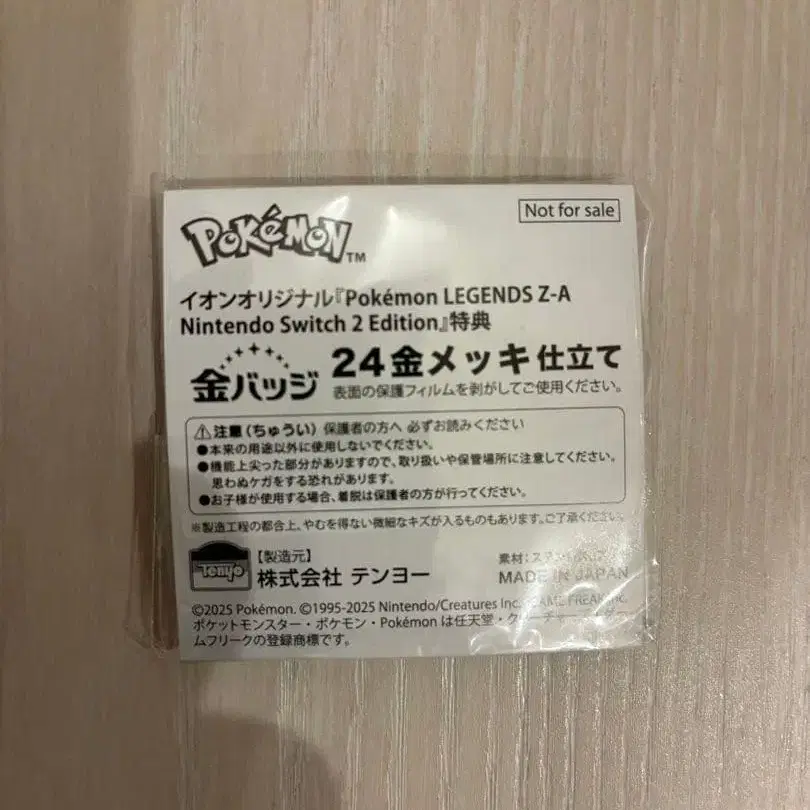 Pokémon TM
Not for sale
イオンオリジナル『Pokémon LEGENDS Z-A
Nintendo Switch 2 Edition』特典
金バッジ
24金メッキ仕立て
表面の保護フィルムを剥がしてご使用ください。
⚠注意(ちゅうい) 保護者の方へ 必ずお読みください
●本来の用途以外に使用しないでください。
●機能上尖った部分がありますので、取り扱いや保管場所に注意してください。
思わぬケガをする恐れがあります。
●お子様が使用する場合、着脱は保護者の方が行ってください。
※製造工程の都合上、やむを得ない微細なキズが入るものもあります。ご了承ください。
Tenyo
【製造元】
株式会社 テンヨー
素材:
MADE IN JAPAN
©2025 Pokémon. ©1995-2025 Nintendo/Creatures Inc./GAME FREAK inc.
ポケットモンスター・ポケモン・Pokémon は任天堂・クリーチャーズ・ゲー
ムフリークの登録商標です。